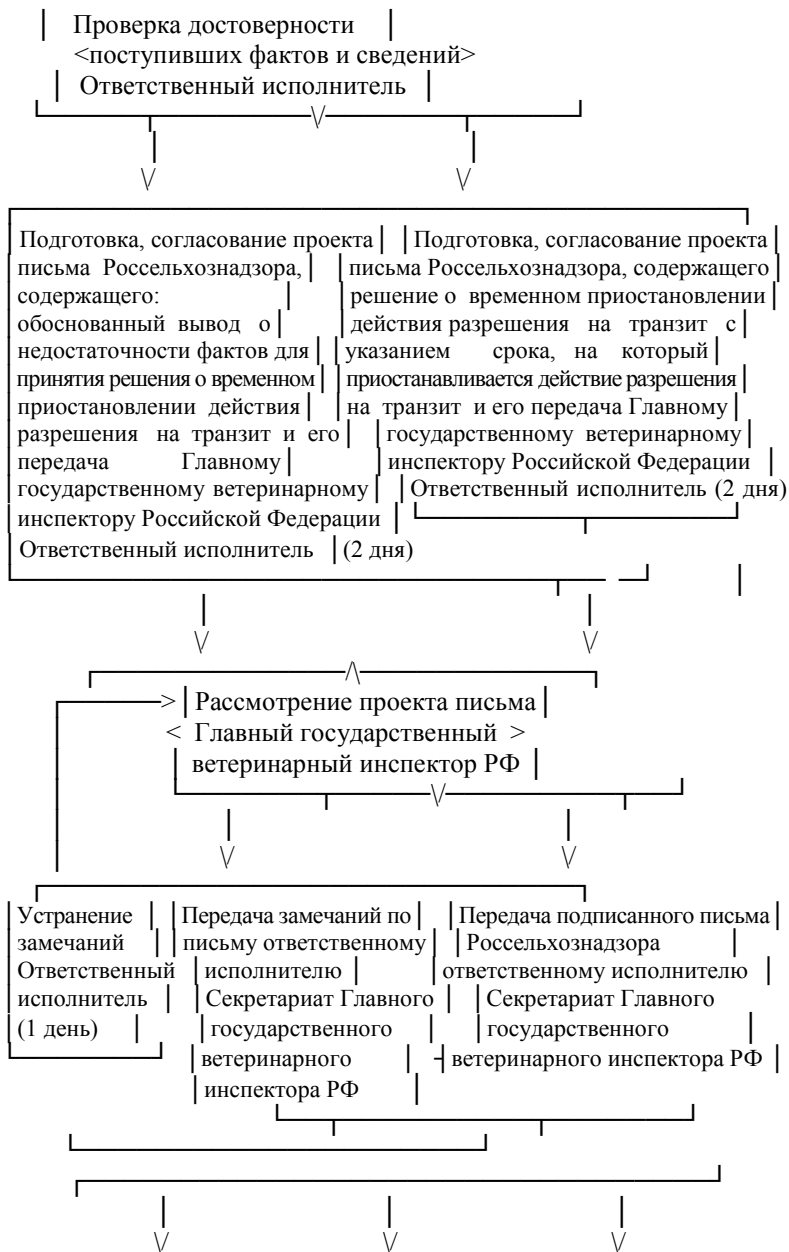 Проверка достоверности
<поступивших фактов и сведений>
Ответственный исполнитель
Подготовка, согласование проекта
письма Россельхознадзора,
содержащего:
обоснованный вывод о
недостаточности фактов для
принятия решения о временном
приостановлении действия
разрешения на транзит и его
передача Главному
государственному ветеринарному
инспектору Российской Федерации
Ответственный исполнитель (2 дня)
Подготовка, согласование проекта
письма Россельхознадзора, содержащего
решение о временном приостановлении
действия разрешения на транзит с
указанием срока, на который
приостанавливается действие разрешения
на транзит и его передача Главному
государственному ветеринарному
инспектору Российской Федерации
Ответственный исполнитель (2 дня)
> Рассмотрение проекта письма
< Главный государственный >
ветеринарный инспектор РФ
Устранение
замечаний
Ответственный
исполнитель
(1 день)
Передача замечаний по
письму ответственному
исполнителю
Секретариат Главного
государственного
ветеринарного
инспектора РФ
Передача подписанного письма
Россельхознадзора
ответственному исполнителю
Секретариат Главного
государственного
ветеринарного инспектора РФ